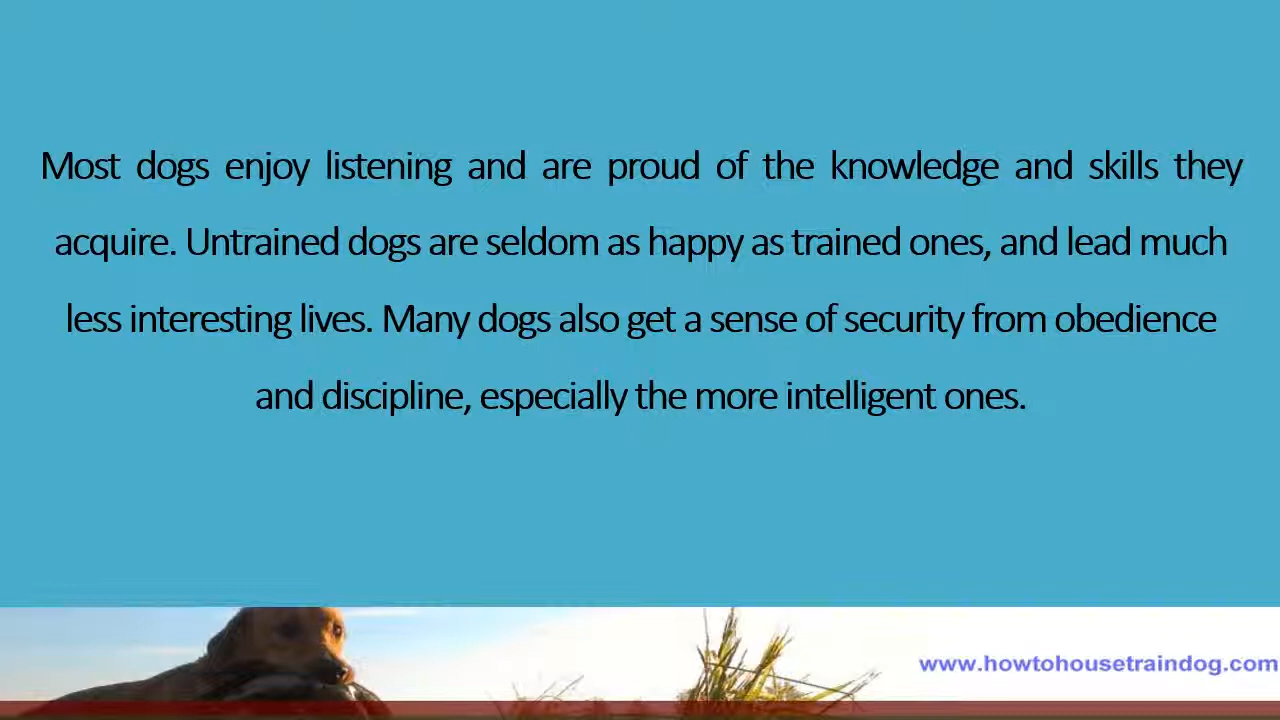 Most dogs enjoy listening and are proud of the knowledge and skills they
acquire. Untrained dogs are seldom as happy as trained ones, and lead much
less interesting lives. Many dogs also get a sense of security from obedience
and discipline, especially the more intelligent ones.
www.howtohousetraindog.com